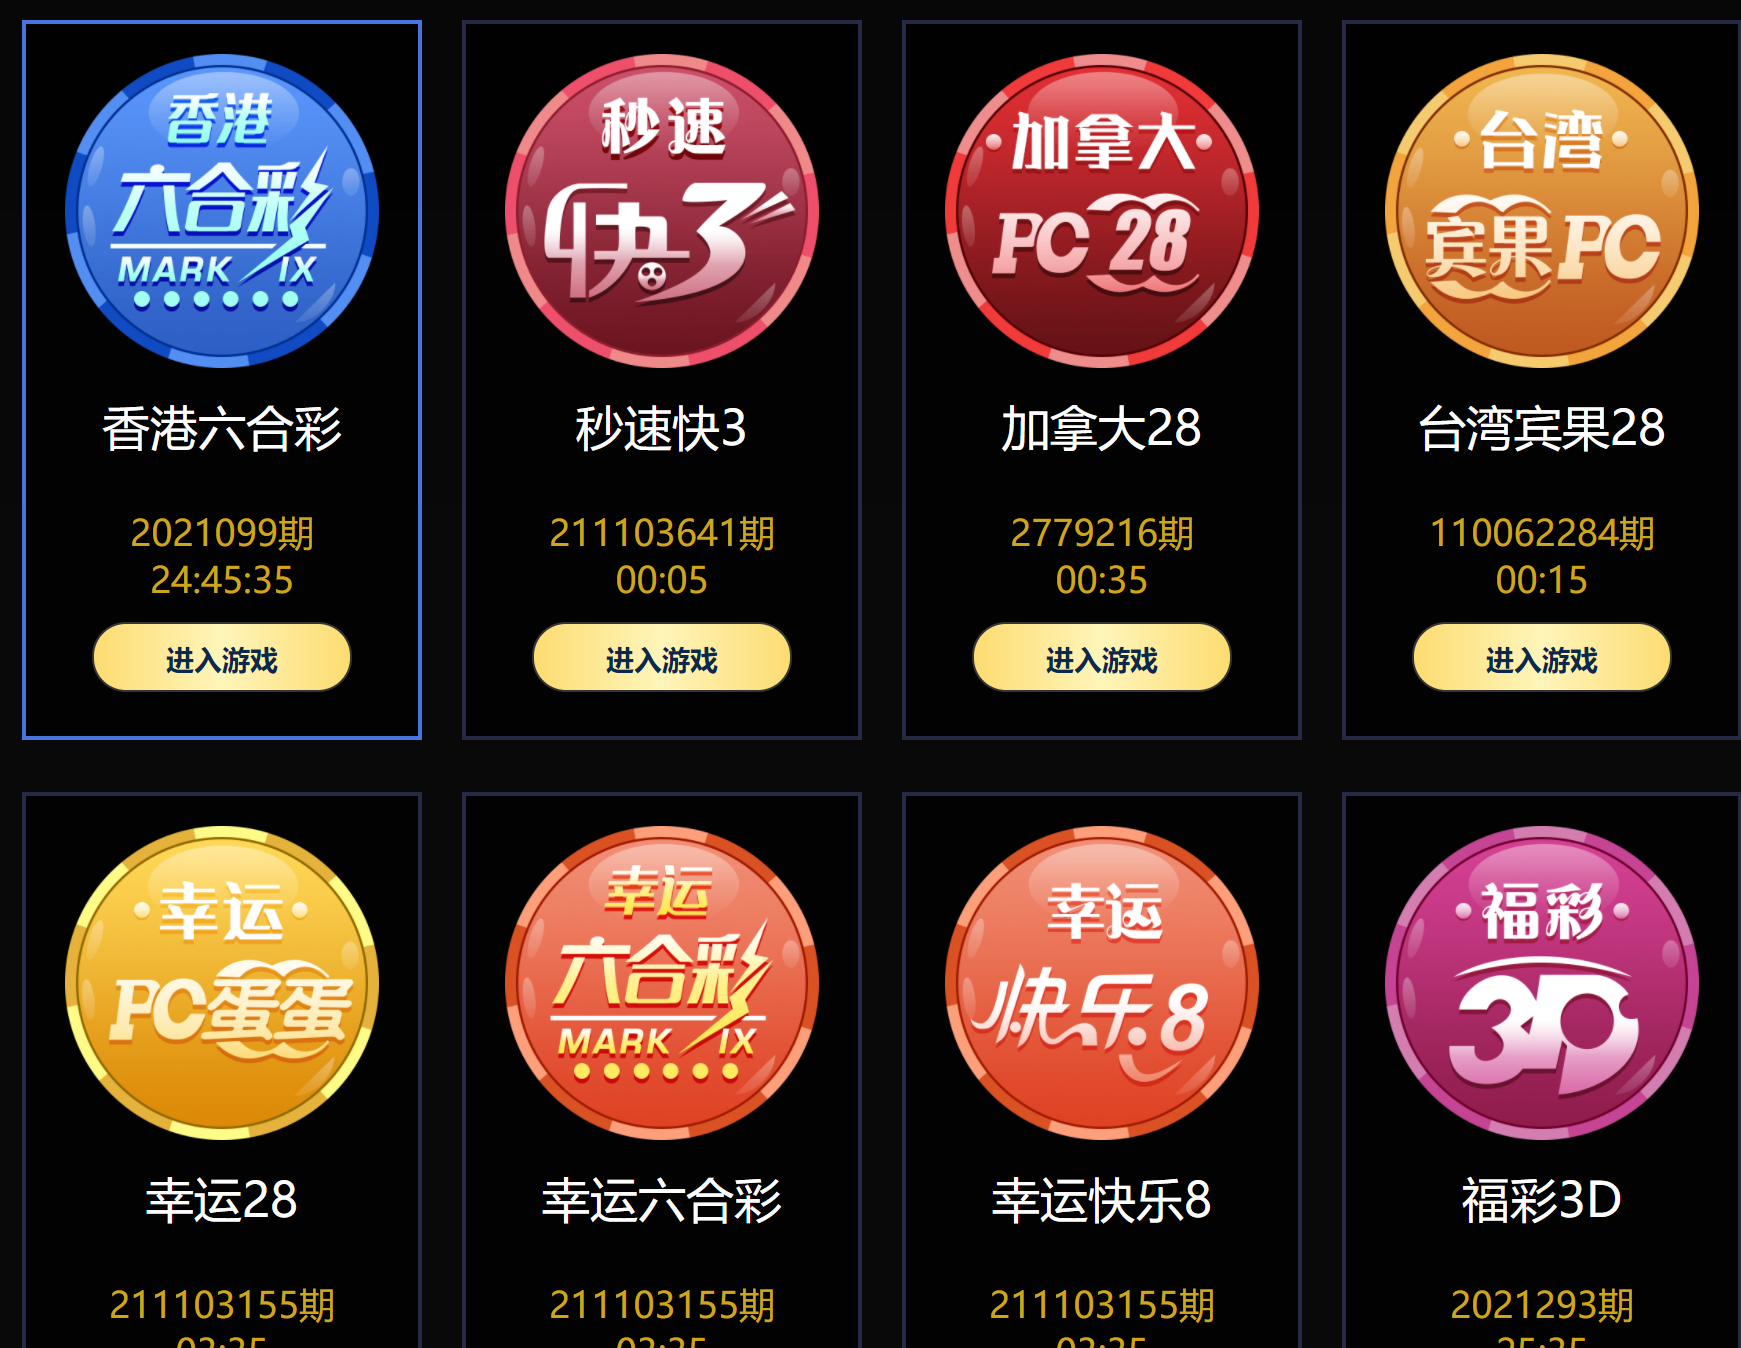 香港
六合彩
MARK IX
香港六合彩
2021099期
24:45:35
进入游戏
秒速
快3
秒速快3
211103641期
00:05
进入游戏
加拿大
PC 28
加拿大28
2779216期
00:35
进入游戏
台湾
宾果PC
台湾宾果28
110062284期
00:15
进入游戏
幸运
PC蛋蛋
幸运28
211103155期
幸运
六合彩
MARK IX
幸运六合彩
211103155期
幸运
快乐8
幸运快乐8
211103155期
福彩
3D
福彩3D
2021293期